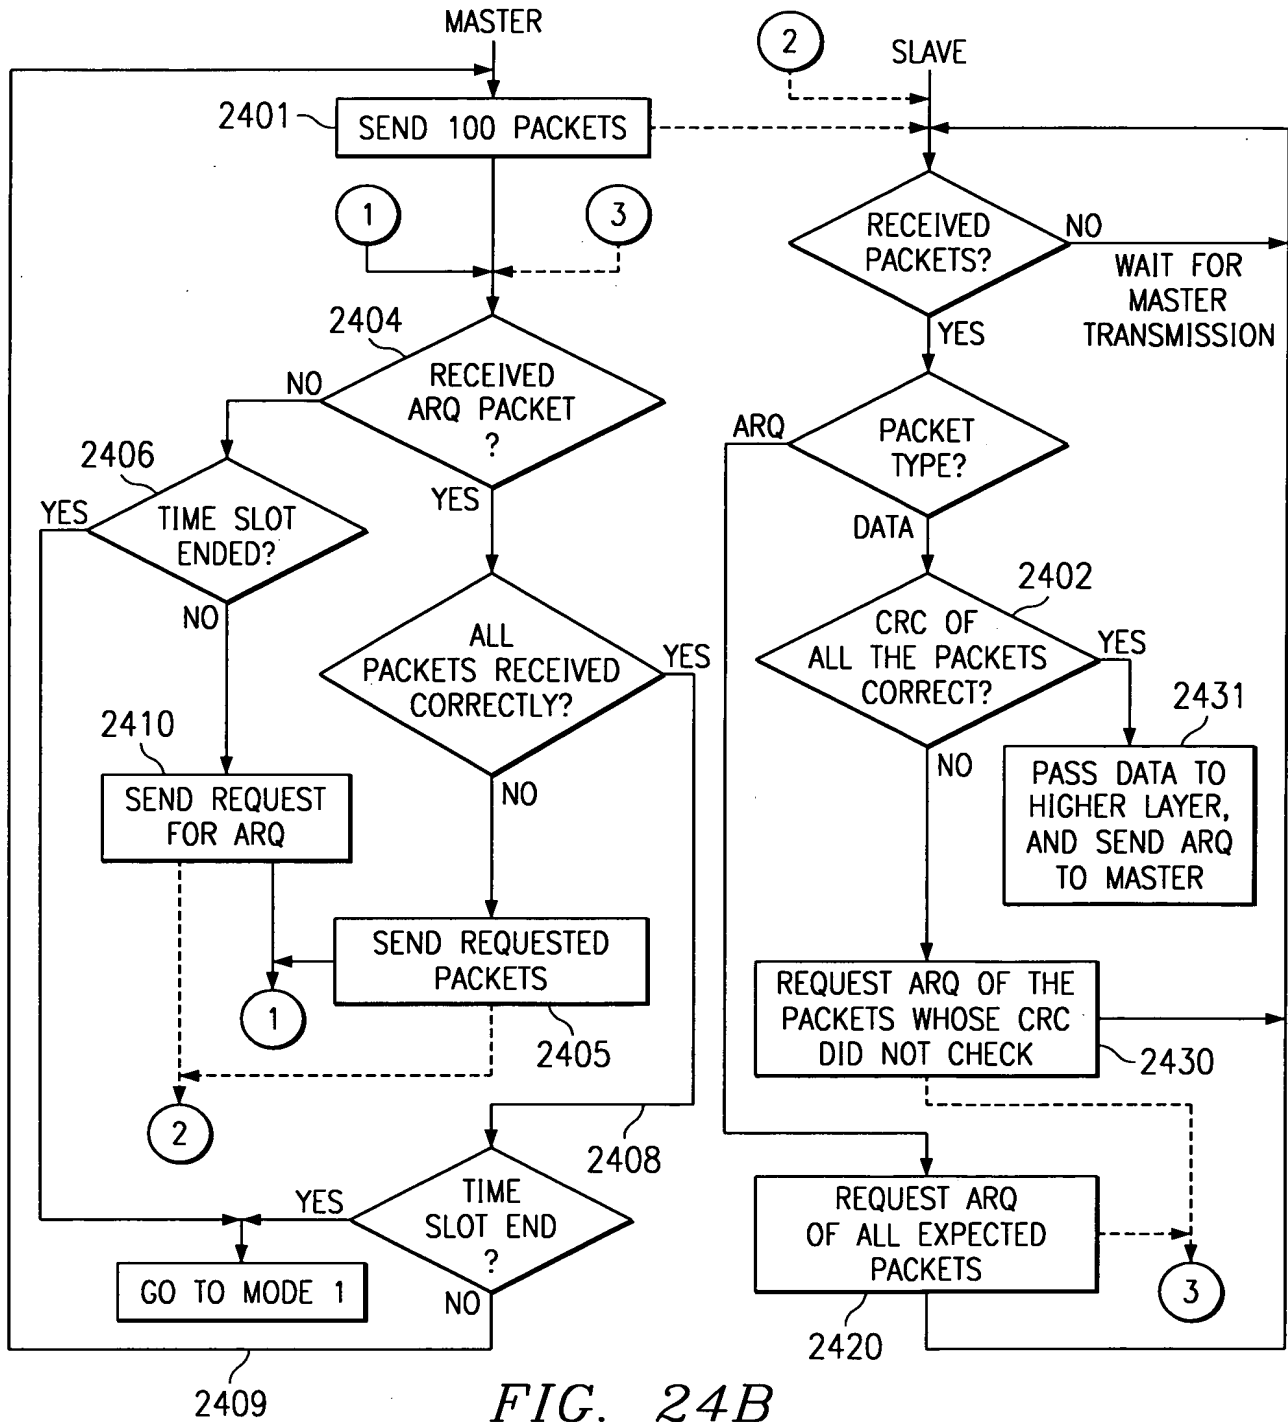 MASTER
2401
SEND 100 PACKETS
1
3
2404
RECEIVED
ARQ PACKET
?
NO
YES
2406
TIME SLOT
ENDED?
YES
NO
ALL
PACKETS RECEIVED
CORRECTLY?
YES
NO
2410
SEND REQUEST
FOR ARQ
SEND REQUESTED
PACKETS
2405
1
2
2408
TIME
SLOT END
?
YES
NO
GO TO MODE 1
2409
2
SLAVE
RECEIVED
PACKETS?
NO
WAIT FOR
MASTER
TRANSMISSION
YES
PACKET
TYPE?
ARQ
DATA
2402
CRC OF
ALL THE PACKETS
CORRECT?
YES
NO
2431
PASS DATA TO
HIGHER LAYER,
AND SEND ARQ
TO MASTER
REQUEST ARQ OF THE
PACKETS WHOSE CRC
DID NOT CHECK
2430
REQUEST ARQ
OF ALL EXPECTED
PACKETS
2420
3
FIG. 24B